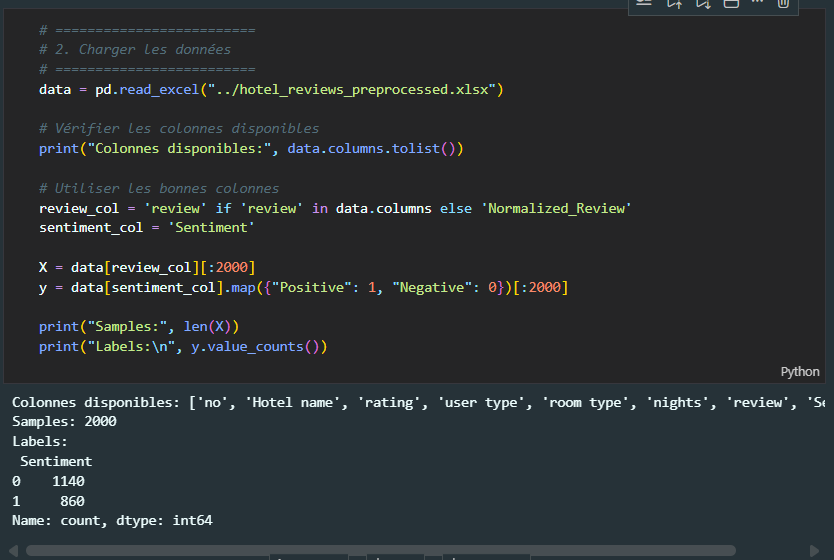 # =========================
# 2. Charger les données
# =========================
data = pd.read_excel("../hotel_reviews_preprocessed.xlsx")
# Vérifier les colonnes disponibles
print("Colonnes disponibles:", data.columns.tolist())
# Utiliser les bonnes colonnes
review_col = 'review' if 'review' in data.columns else 'Normalized_Review'
sentiment_col = 'Sentiment'
X = data[review_col][:2000]
y = data[sentiment_col].map({"Positive": 1, "Negative": 0})[:2000]
print("Samples:", len(X))
print("Labels:\n", y.value_counts())
Python
Colonnes disponibles: ['no', 'Hotel name', 'rating', 'user type', 'room type', 'nights', 'review', 'Se
Samples: 2000
Labels:
Sentiment
0 1140
1 860
Name: count, dtype: int64